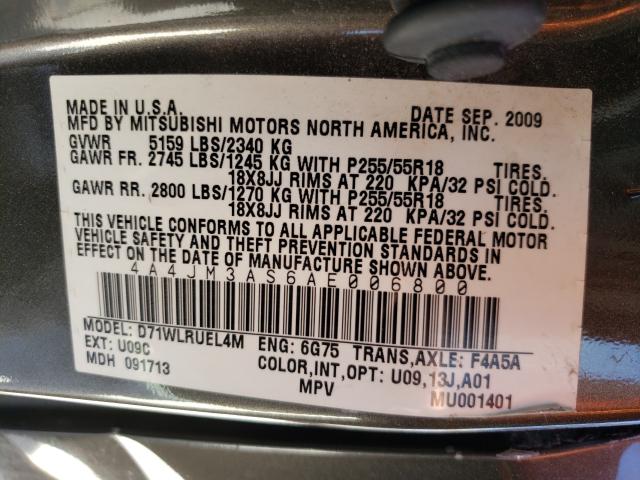 MADE IN U.S.A. DATE SEP. 2009
MFD BY MITSUBISHI MOTORS NORTH AMERICA, INC.
GVWR 5159 LBS/2340 KG
GAWR FR. 2745 LBS/1245 KG WITH P255/55R18 TIRES.
18X8JJ RIMS AT 220 KPA/32 PSI COLD.
GAWR RR. 2800 LBS/1270 KG WITH P255/55R18 TIRES.
18X8JJ RIMS AT 220 KPA/32 PSI COLD.
THIS VEHICLE CONFORMS TO ALL APPLICABLE FEDERAL MOTOR
VEHICLE SAFETY AND THEFT PREVENTION STANDARDS IN
EFFECT ON THE DATE OF MANUFACTURE SHOWN ABOVE.
4A4JM3AS6AE006800
MODEL: D71WLRUEL4M ENG: 6G75 TRANS,AXLE: F4A5A
EXT: U09C COLOR,INT,OPT: U09,13J,A01
MDH 091713 MPV MU001401